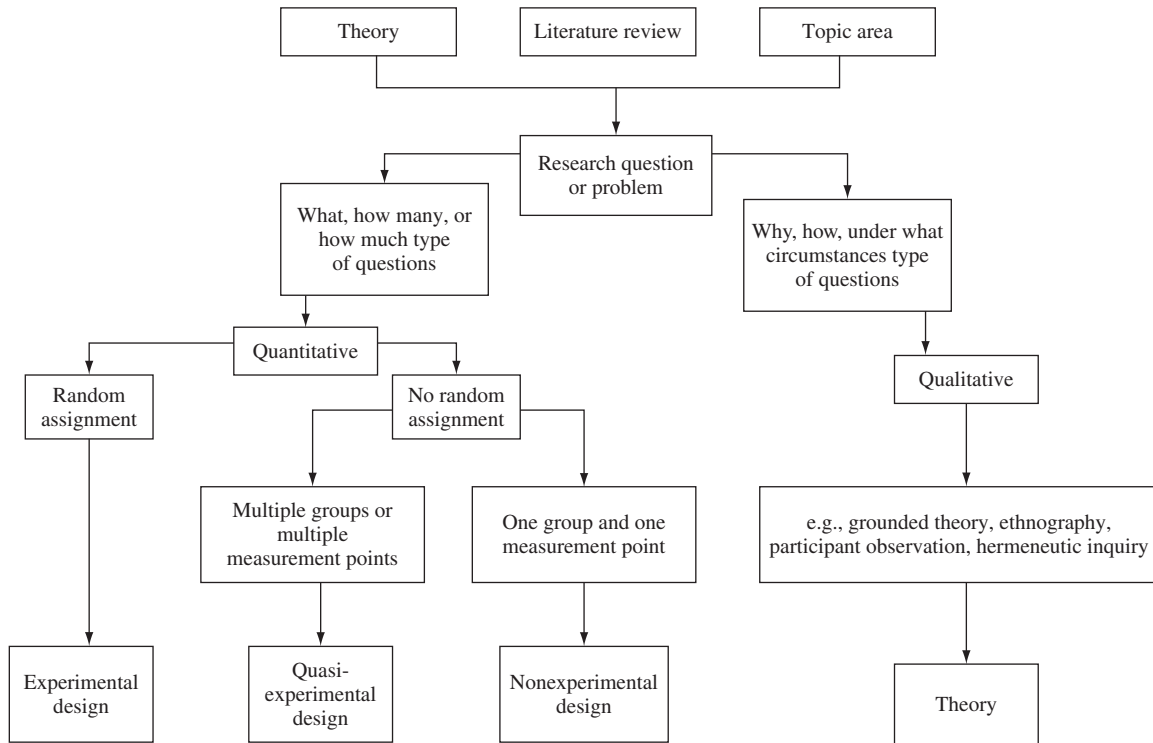 Theory
Literature review
Topic area
Research question
or problem
What, how many, or
how much type
of questions
Why, how, under what
circumstances type
of questions
Quantitative
Qualitative
Random
assignment
No random
assignment
Multiple groups or
multiple
measurement points
One group and one
measurement point
e.g., grounded theory, ethnography,
participant observation, hermeneutic inquiry
Experimental
design
Quasi-
experimental
design
Nonexperimental
design
Theory